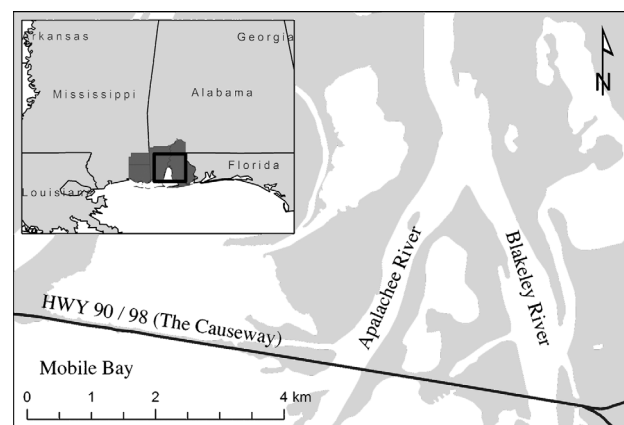 rkansas
Georgia
Mississippi
Alabama
Florida
Louisian
N
Apalachee River
Blakeley River
HWY 90 / 98 (The Causeway)
Mobile Bay
0 1 2 4 km